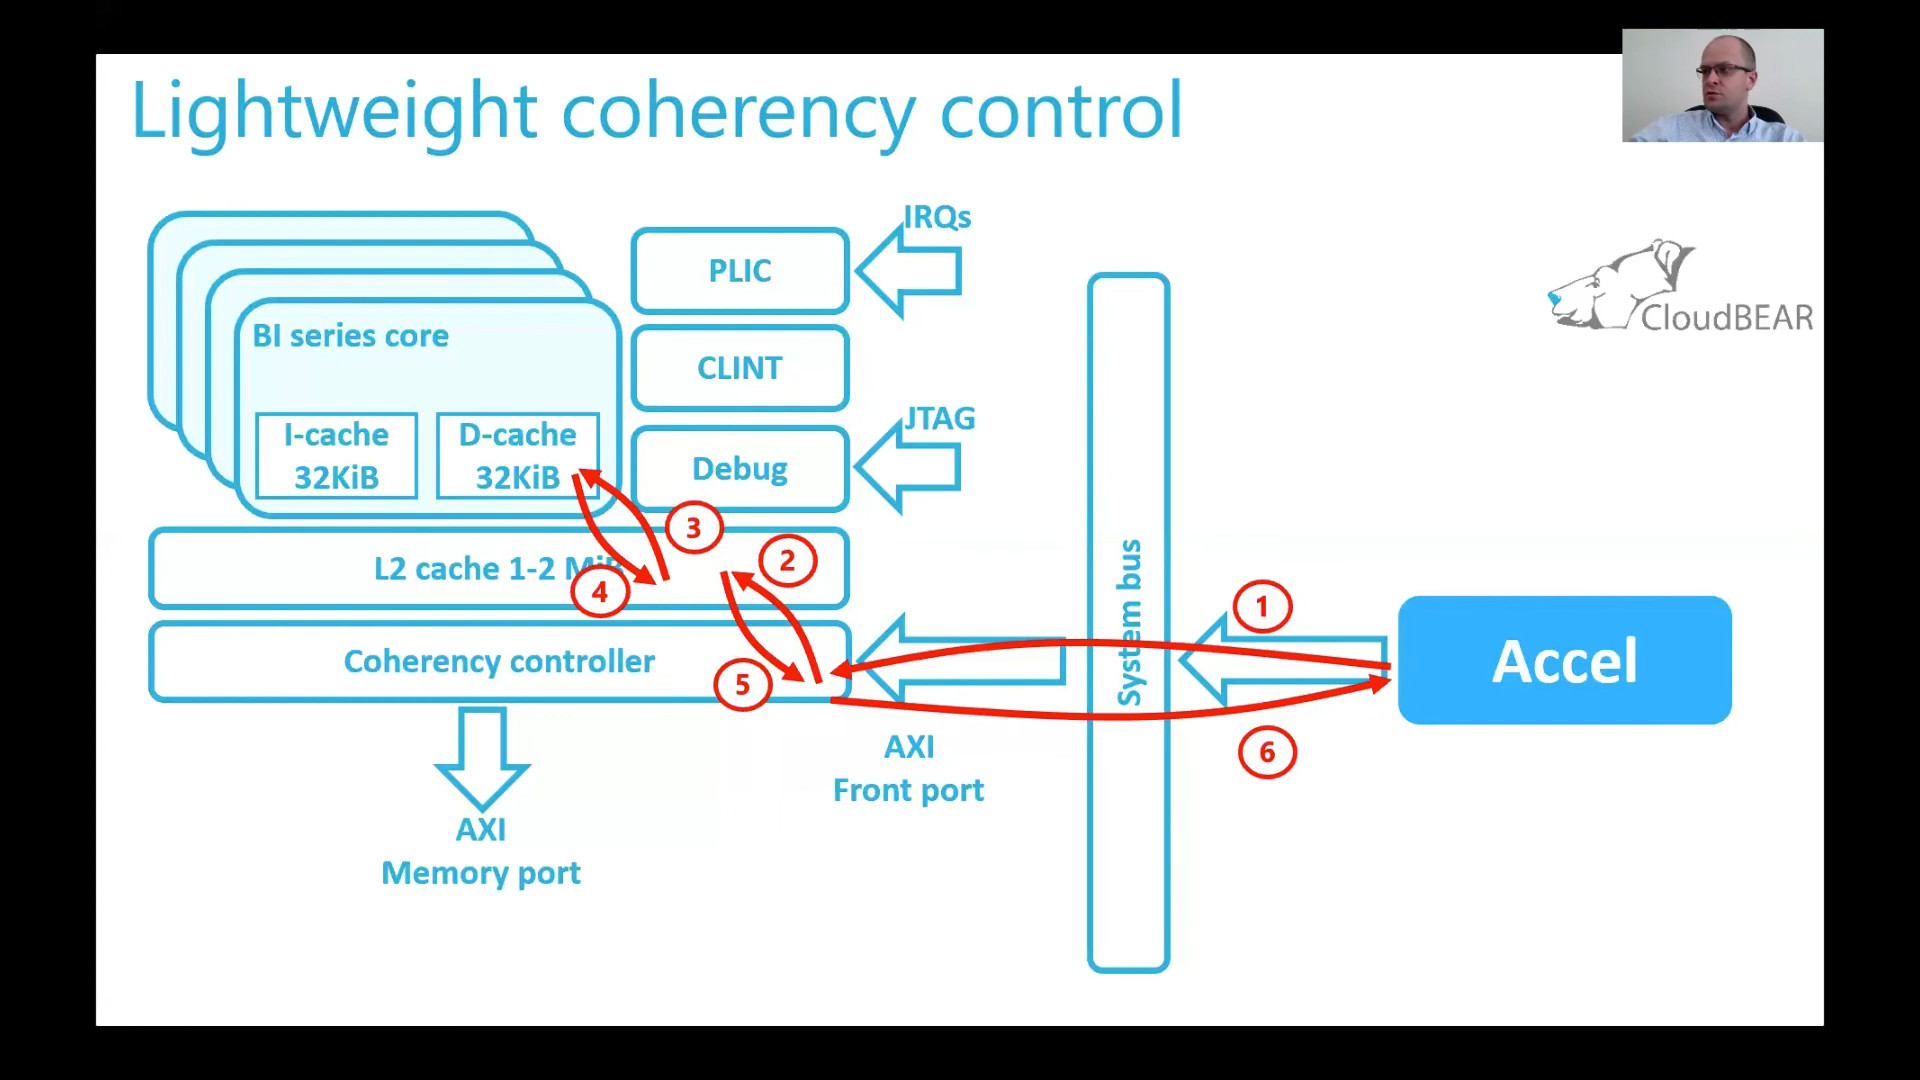 Lightweight coherency control
IRQs
PLIC
CloudBEAR
BI series core
CLINT
JTAG
I-cache
32KiB
D-cache
32KiB
Debug
3
2
L2 cache 1-2 MiB
4
1
System bus
Coherency controller
5
Accel
6
AXI
Front port
AXI
Memory port